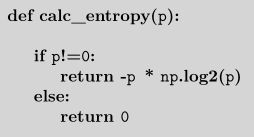 def calc_entropy(p):
if p!=0:
return -p * np.log2(p)
else:
return 0